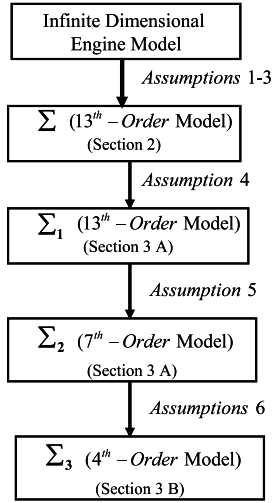 Infinite Dimensional
Engine Model
Assumptions 1-3
Σ (13th – Order Model)
(Section 2)
Assumption 4
Σ1 (13th – Order Model)
(Section 3 A)
Assumption 5
Σ2 (7th – Order Model)
(Section 3 A)
Assumptions 6
Σ3 (4th – Order Model)
(Section 3 B)